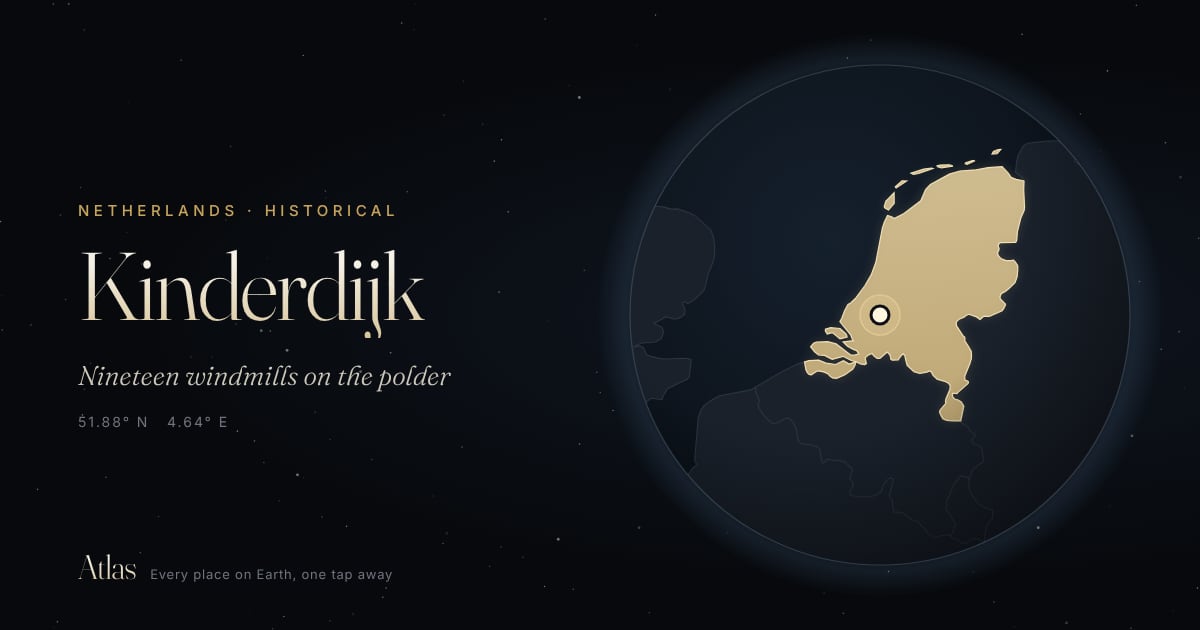 NETHERLANDS · HISTORICAL
Kinderdijk
Nineteen windmills on the polder
51.88° N 4.64° E
Atlas Every place on Earth, one tap away